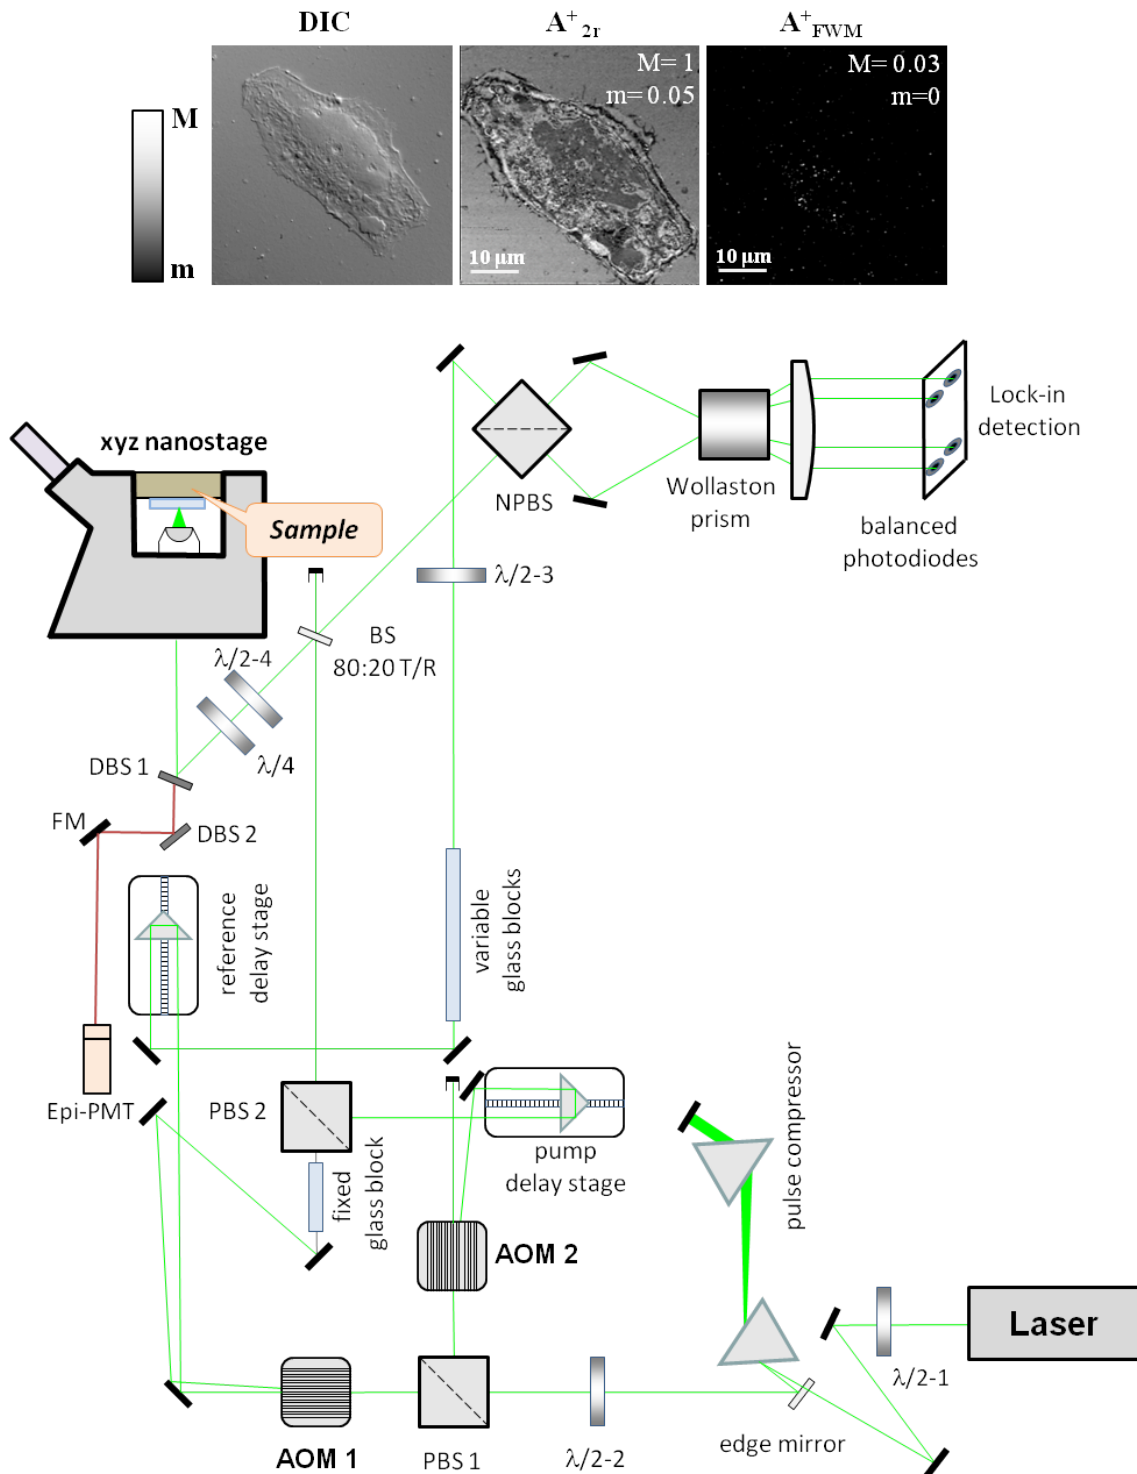 DIC
A⁺2r
A⁺FWM
M
m
M= 1
m= 0.05
M= 0.03
m=0
10 µm
10 µm
xyz nanostage
Sample
NPBS
Wollaston
prism
Lock-in
detection
balanced
photodiodes
λ/2-3
BS
80:20 T/R
λ/2-4
λ/4
DBS 1
FM
DBS 2
reference
delay stage
variable
glass blocks
Epi-PMT
PBS 2
fixed
glass block
pump
delay stage
pulse compressor
AOM 2
Laser
λ/2-1
edge mirror
λ/2-2
PBS 1
AOM 1